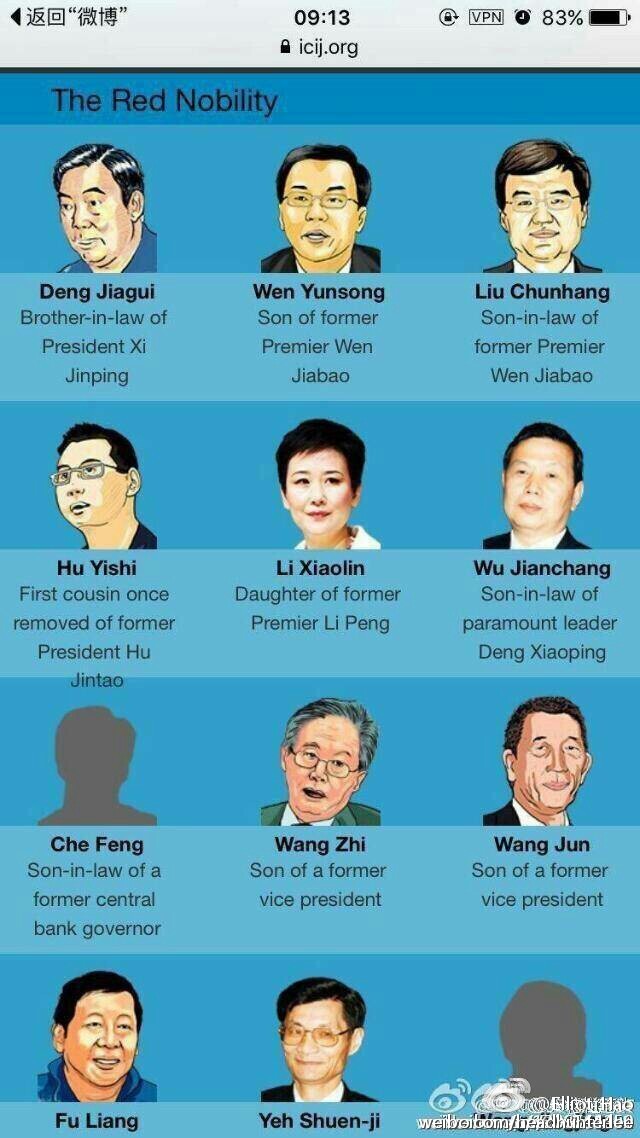 返回“微博”
09:13
VPN
83%
icij.org
The Red Nobility
Deng Jiagui
Brother-in-law of
President Xi
Jinping
Wen Yunsong
Son of former
Premier Wen
Jiabao
Liu Chunhang
Son-in-law of
former Premier
Wen Jiabao
Hu Yishi
First cousin once
removed of former
President Hu
Jintao
Li Xiaolin
Daughter of former
Premier Li Peng
Wu Jianchang
Son-in-law of
paramount leader
Deng Xiaoping
Che Feng
Son-in-law of a
former central
bank governor
Wang Zhi
Son of a former
vice president
Wang Jun
Son of a former
vice president
Fu Liang
Yeh Shuen-ji